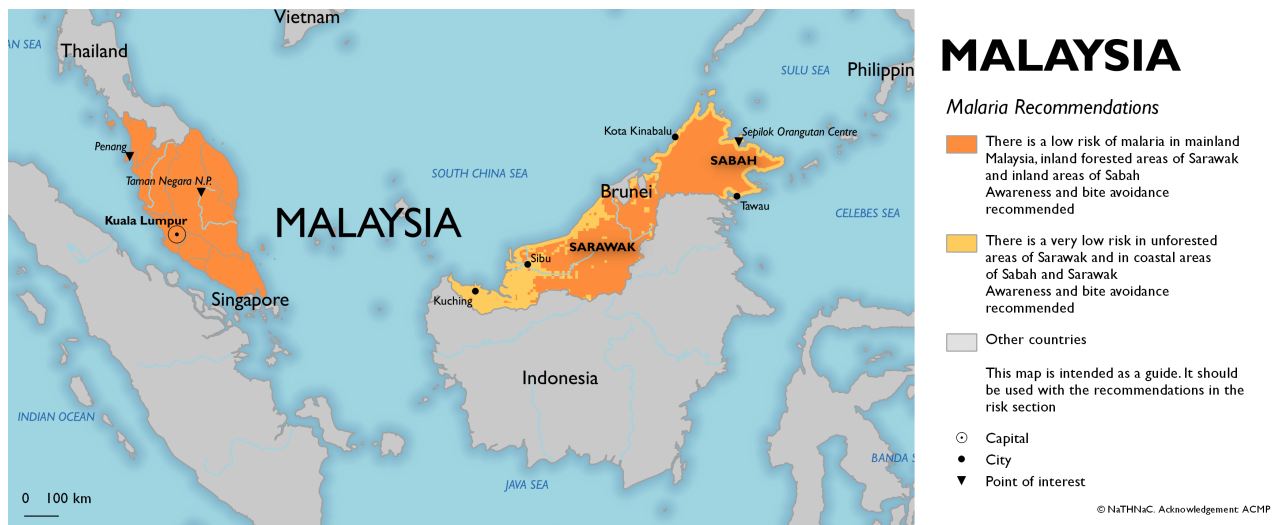 Vietnam
Thailand
AN SEA
SULU SEA
Philippin
Kota Kinabalu
Sepilok Orangutan Centre
Penang
SABAH
Taman Negara N.P.
SOUTH CHINA SEA
Brunei
Tawau
Kuala Lumpur
MALAYSIA
CELEBES SEA
SARAWAK
Sibu
Singapore
Kuching
Indonesia
INDIAN OCEAN
BANDA S
JAVA SEA
0 100 km
MALAYSIA
Malaria Recommendations
There is a low risk of malaria in mainland
Malaysia, inland forested areas of Sarawak
and inland areas of Sabah
Awareness and bite avoidance
recommended
There is a very low risk in unforested
areas of Sarawak and in coastal areas
of Sabah and Sarawak
Awareness and bite avoidance
recommended
Other countries
This map is intended as a guide. It should
be used with the recommendations in the
risk section
Capital
City
Point of interest
© NaTHNaC. Acknowledgement: ACMP